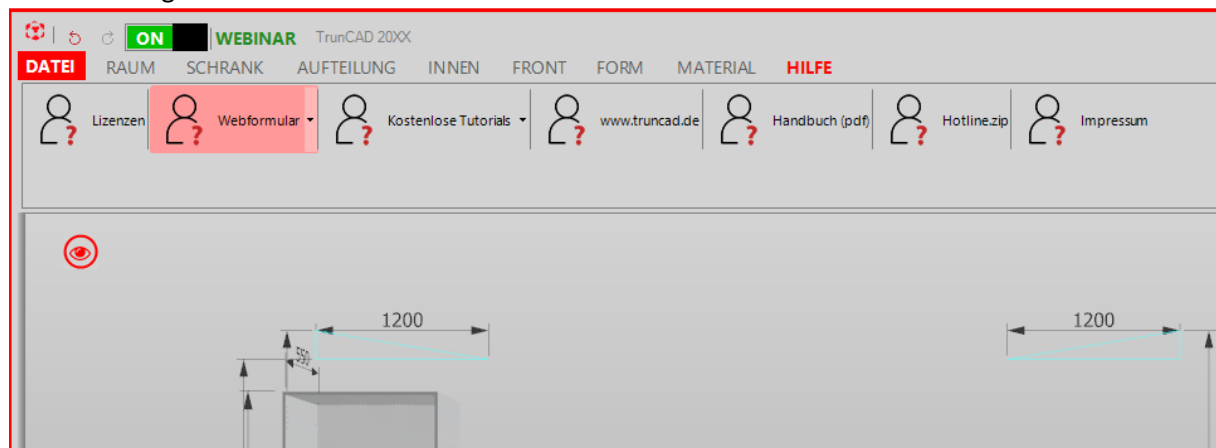 ON WEBINAR TrunCAD 20XX
DATEI RAUM SCHRANK AUFTEILUNG INNEN FRONT FORM MATERIAL HILFE
? Lizenzen ? Webformular ? Kostenlose Tutorials ? www.truncad.de ? Handbuch (pdf) ? Hotline.zip ? Impressum
1200 1200
550